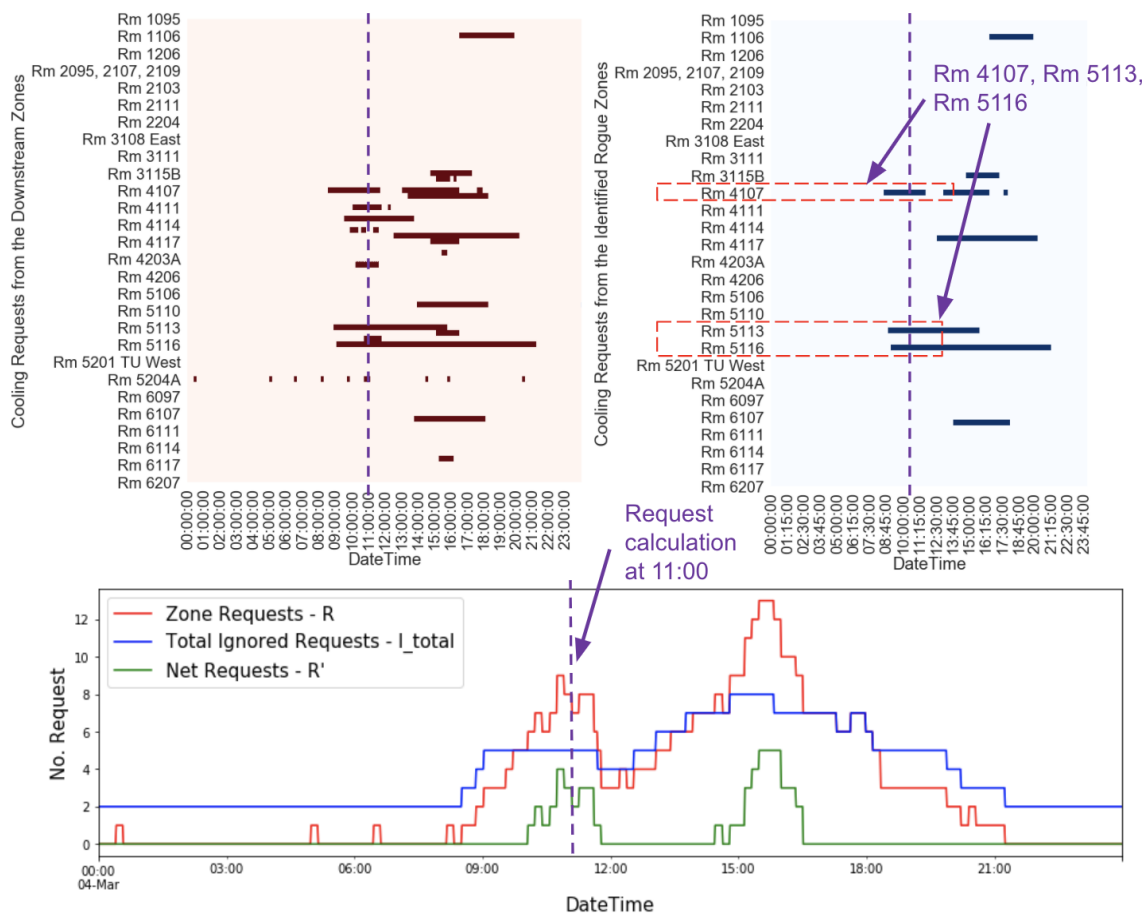 Cooling Requests from the Downstream Zones
Rm 1095
Rm 1106
Rm 1206
Rm 2095, 2107, 2109
Rm 2103
Rm 2111
Rm 2204
Rm 3108 East
Rm 3111
Rm 3115B
Rm 4107
Rm 4111
Rm 4114
Rm 4117
Rm 4203A
Rm 4206
Rm 5106
Rm 5110
Rm 5113
Rm 5116
Rm 5201 TU West
Rm 5204A
Rm 6097
Rm 6107
Rm 6111
Rm 6114
Rm 6117
Rm 6207
00:00:00
01:00:00
02:00:00
03:00:00
04:00:00
05:00:00
06:00:00
07:00:00
08:00:00
09:00:00
10:00:00
11:00:00
12:00:00
13:00:00
14:00:00
15:00:00
16:00:00
17:00:00
18:00:00
19:00:00
20:00:00
21:00:00
22:00:00
23:00:00
DateTime
Cooling Requests from the Identified Rogue Zones
Rm 1095
Rm 1106
Rm 1206
Rm 2095, 2107, 2109
Rm 2103
Rm 2111
Rm 2204
Rm 3108 East
Rm 3111
Rm 3115B
Rm 4107
Rm 4111
Rm 4114
Rm 4117
Rm 4203A
Rm 4206
Rm 5106
Rm 5110
Rm 5113
Rm 5116
Rm 5201 TU West
Rm 5204A
Rm 6097
Rm 6107
Rm 6111
Rm 6114
Rm 6117
Rm 6207
00:00:00
01:15:00
02:30:00
03:45:00
05:00:00
06:15:00
07:30:00
08:45:00
10:00:00
11:15:00
12:30:00
13:45:00
15:00:00
16:15:00
17:30:00
18:45:00
20:00:00
21:15:00
22:30:00
23:45:00
DateTime
Rm 4107, Rm 5113,
Rm 5116
Request
calculation
at 11:00
No. Request
12
10
8
6
4
2
0
Zone Requests - R
Total Ignored Requests - I_total
Net Requests - R'
00:00
04-Mar
03:00
06:00
09:00
12:00
15:00
18:00
21:00
DateTime